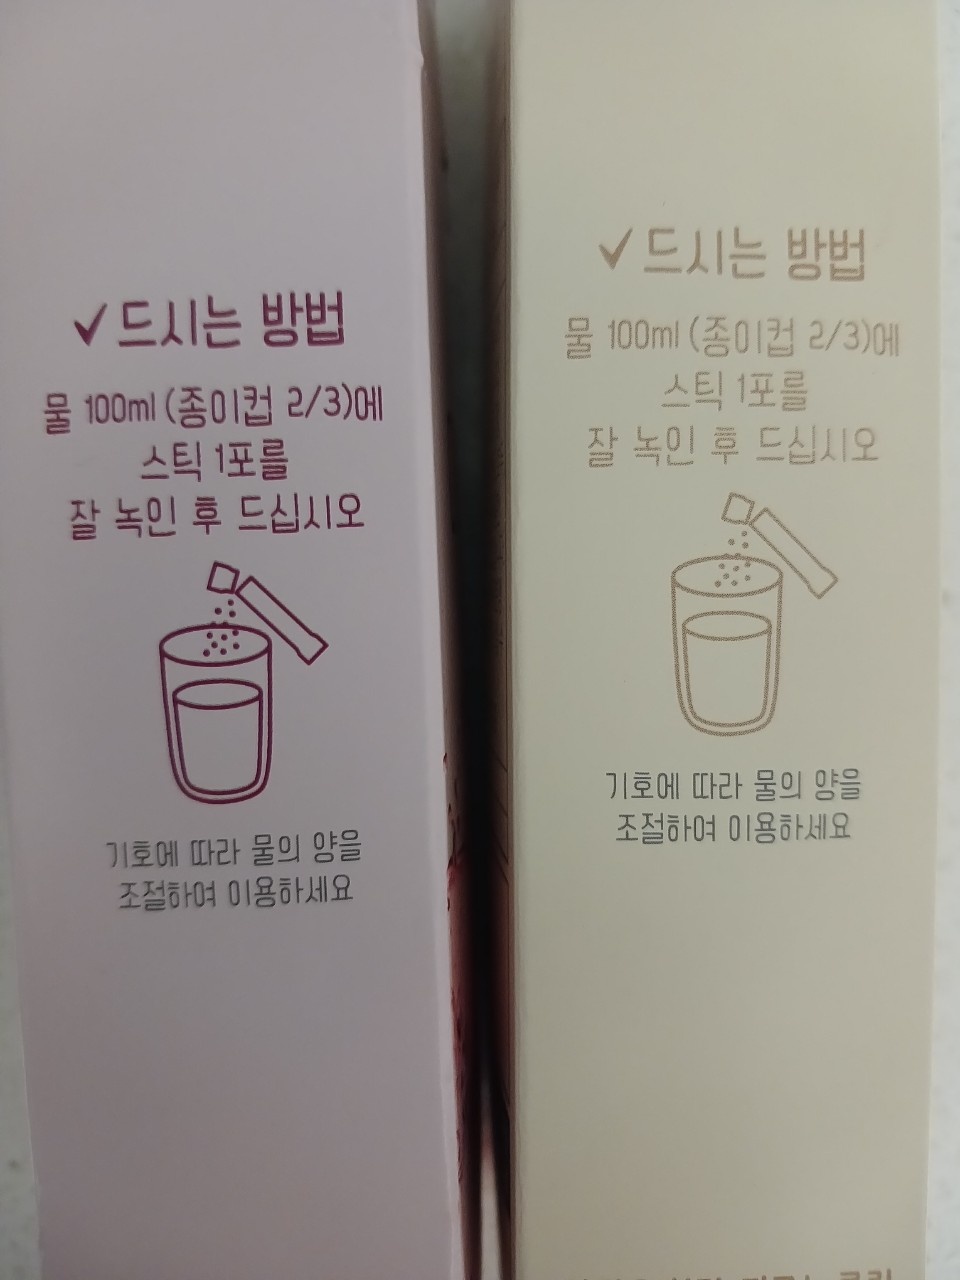 ✓드시는 방법
물 100ml (종이컵 2/3)에
스틱 1포를
잘 녹인 후 드십시오
기호에 따라 물의 양을
조절하여 이용하세요
✓드시는 방법
물 100ml (종이컵 2/3)에
스틱 1포를
잘 녹인 후 드십시오
기호에 따라 물의 양을
조절하여 이용하세요